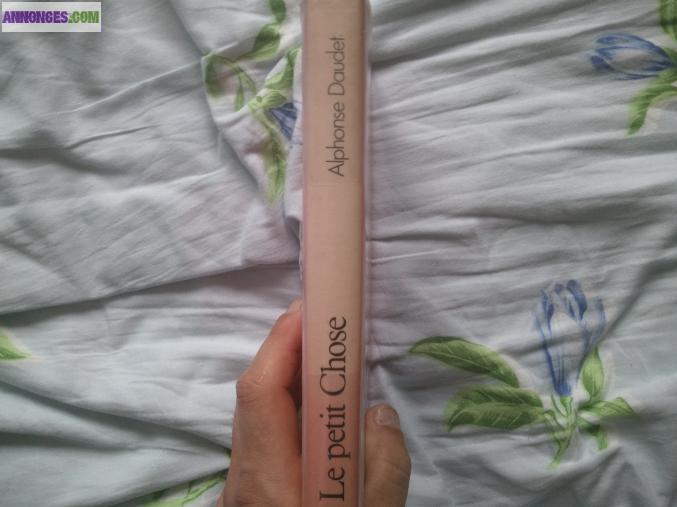 ANNONCES.COM
Alphonse Daudet
Le petit Chose